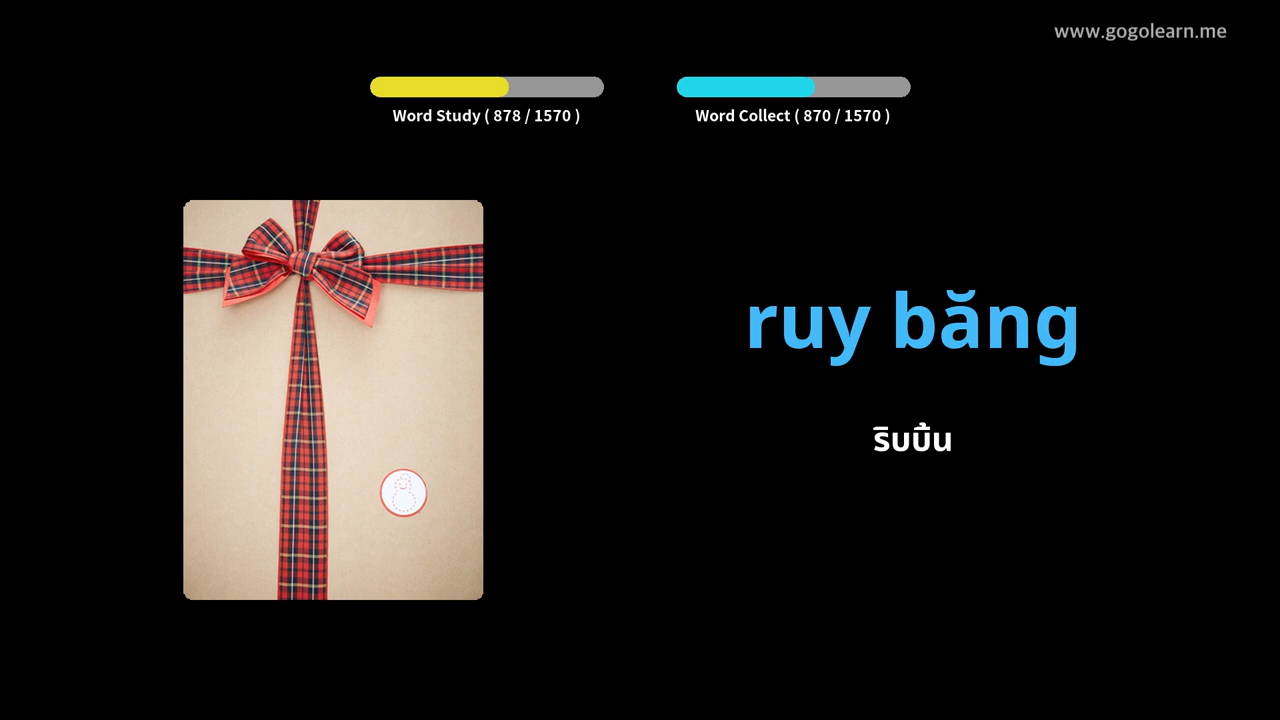 www.gogolearn.me
Word Study ( 878 / 1570 )
Word Collect ( 870 / 1570 )
ruy băng
ริบบิ้น